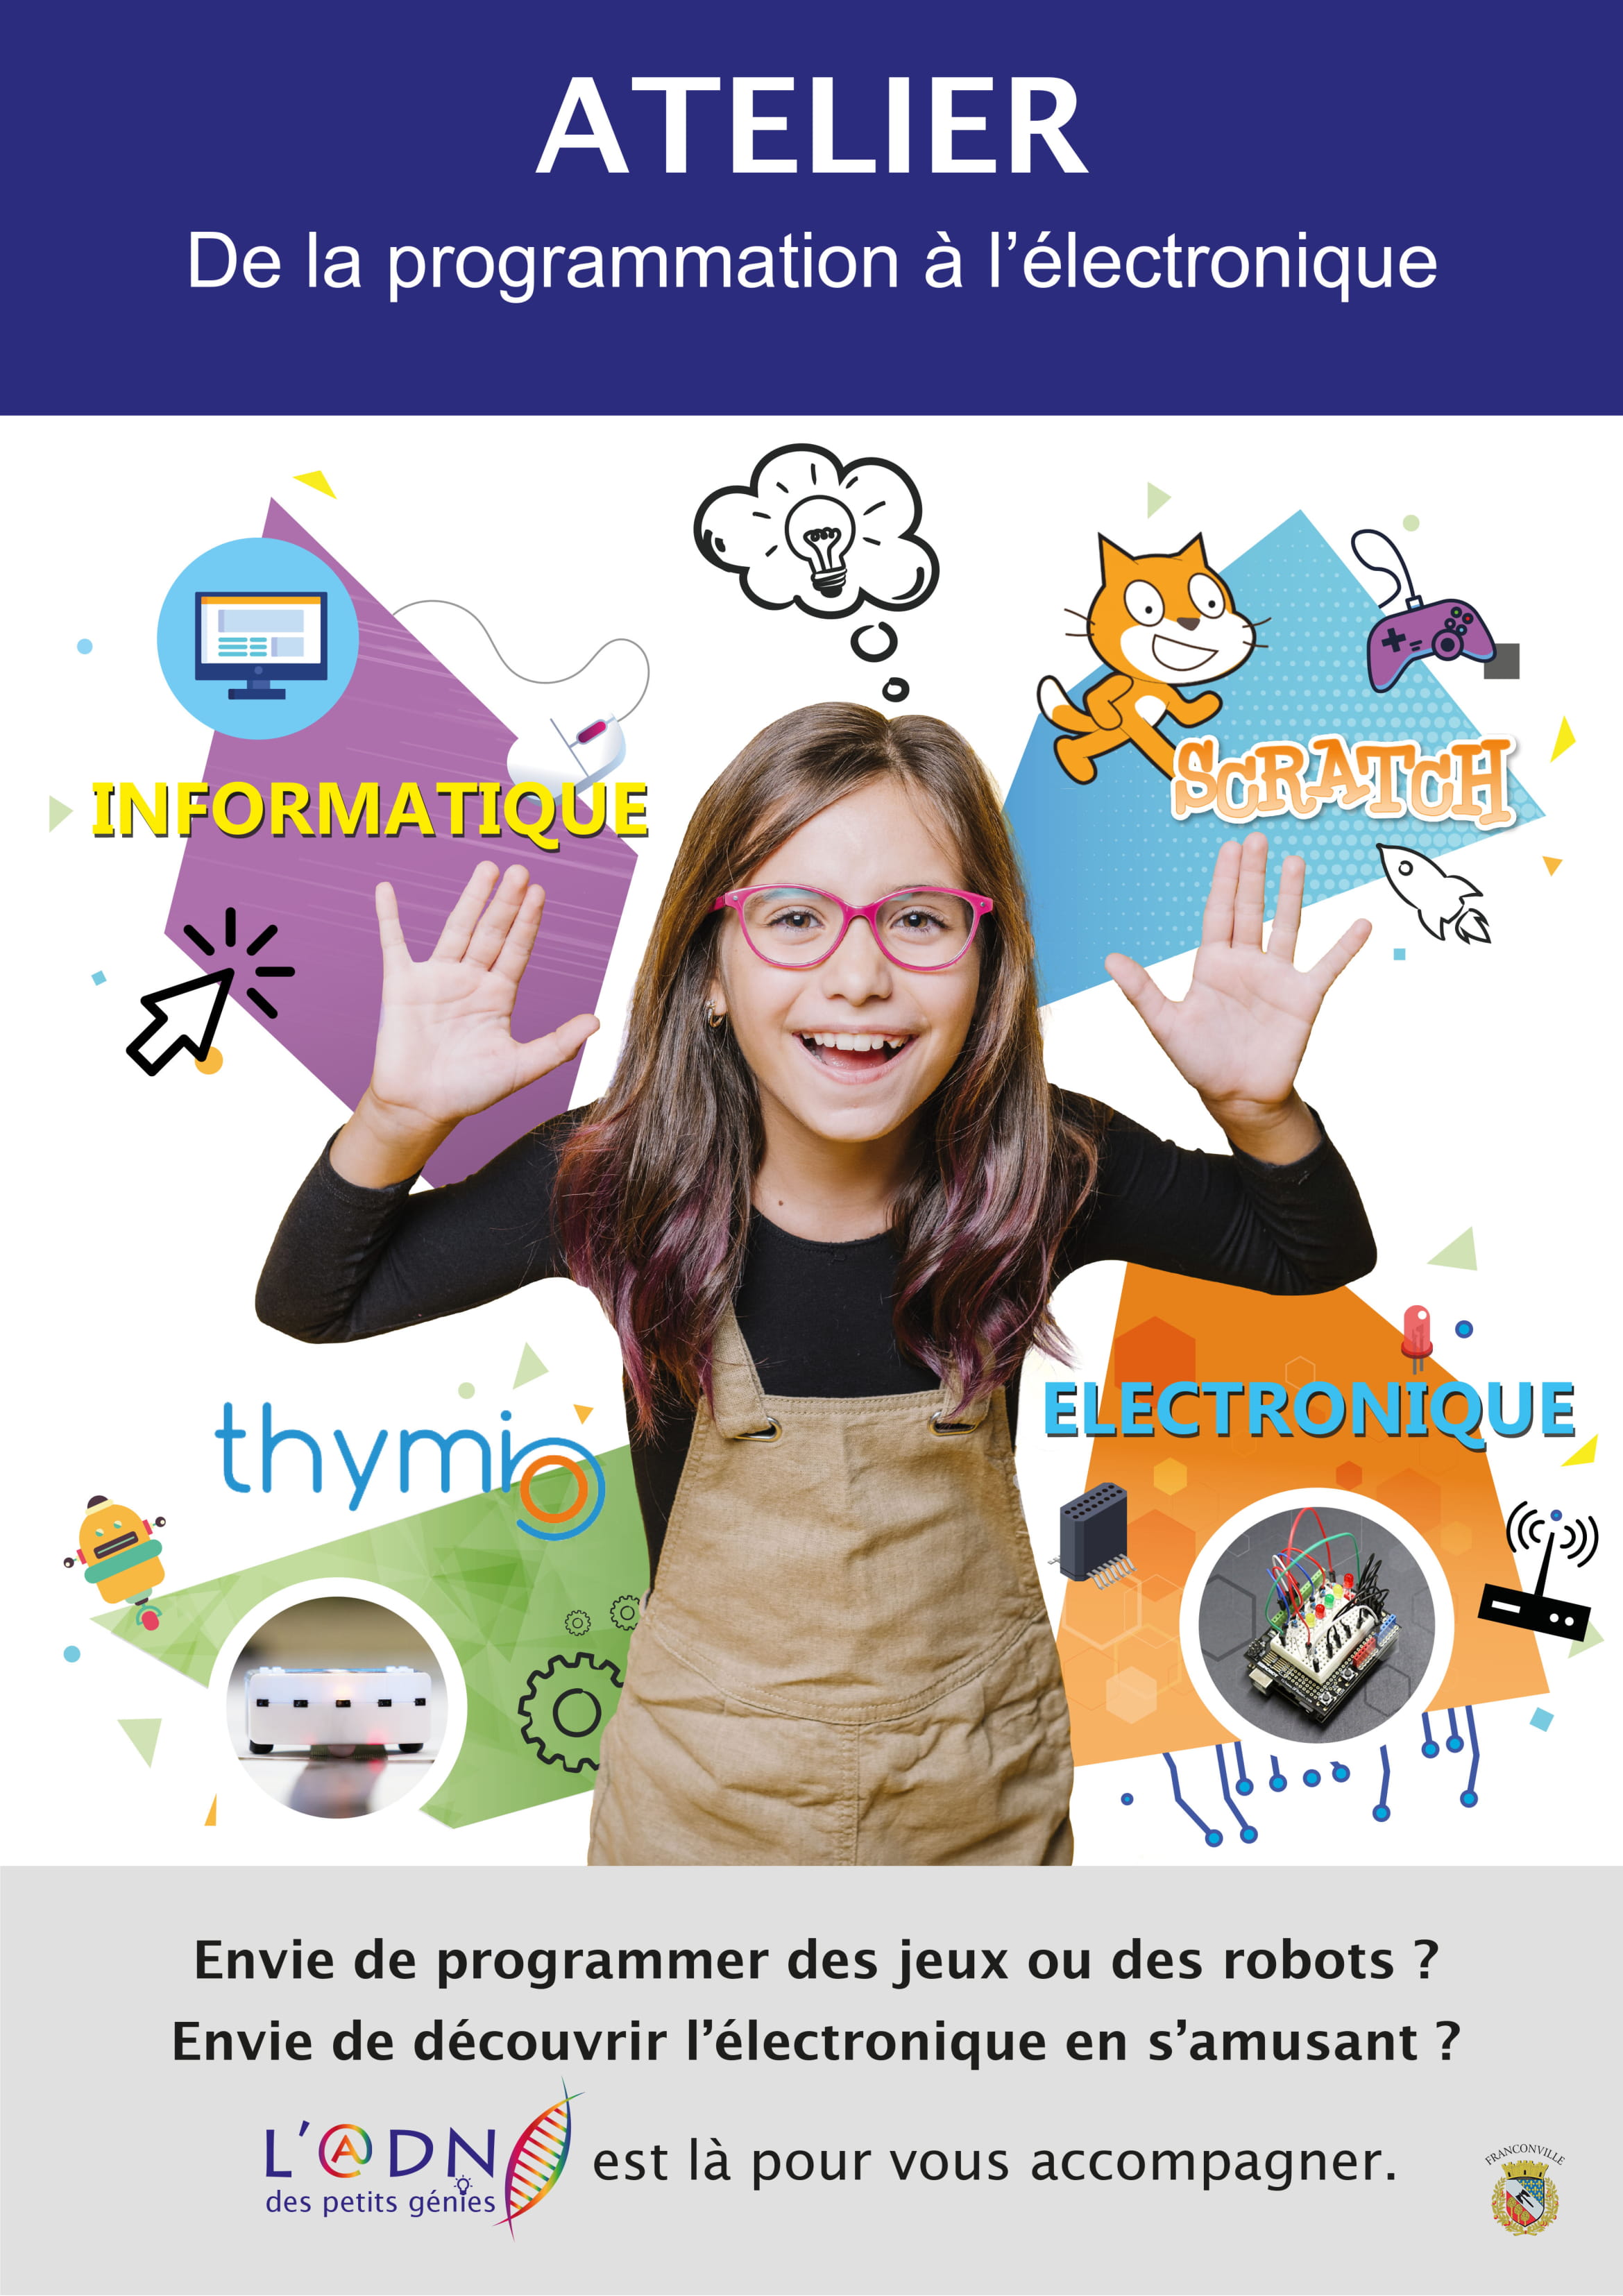 ATELIER
De la programmation à l’électronique
INFORMATIQUE
SCRATCH
thymio
ELECTRONIQUE
Envie de programmer des jeux ou des robots ?
Envie de découvrir l’électronique en s’amusant ?
L’@DN
des petits génies
est là pour vous accompagner.
FRANCONVILLE